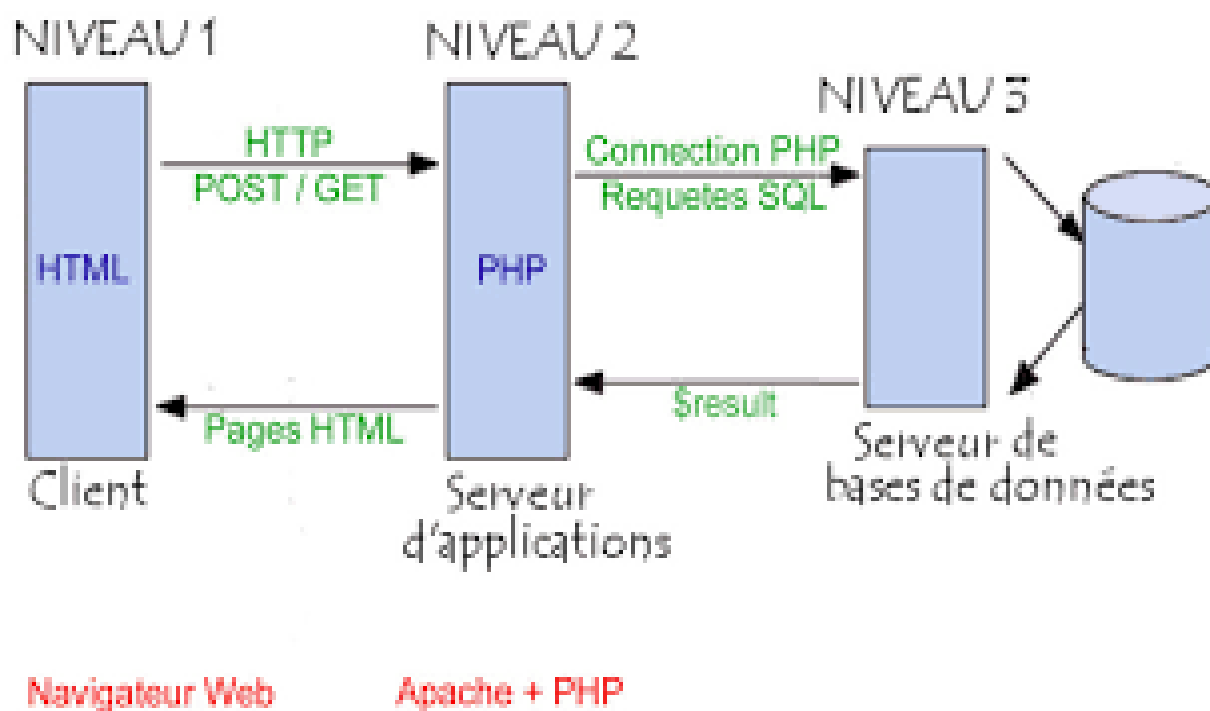 NIVEAU 1
NIVEAU 2
NIVEAU 3
HTTP
POST / GET
Connection PHP
Requetes SQL
HTML
PHP
Pages HTML
$result
Client
Serveur
d'applications
Serveur de
bases de données
Navigateur Web
Apache + PHP